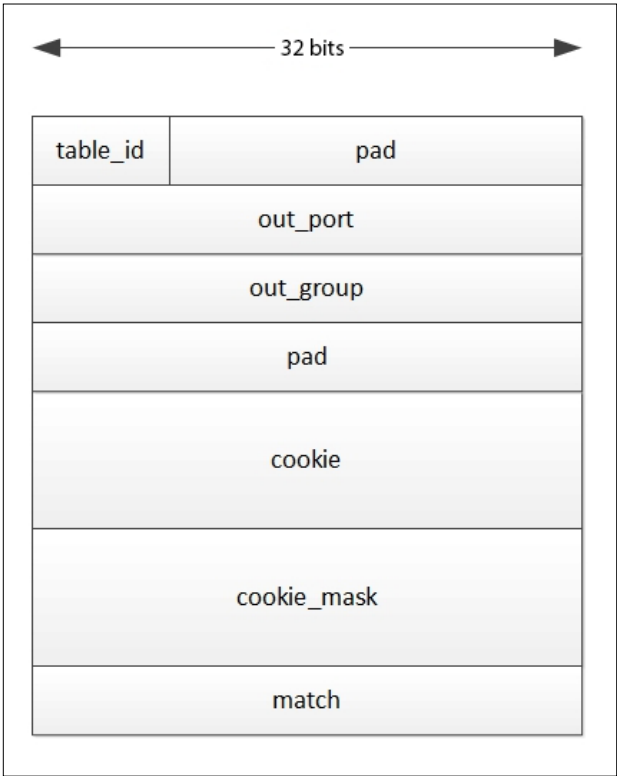 32 bits
table_id pad
out_port
out_group
pad
cookie
cookie_mask
match